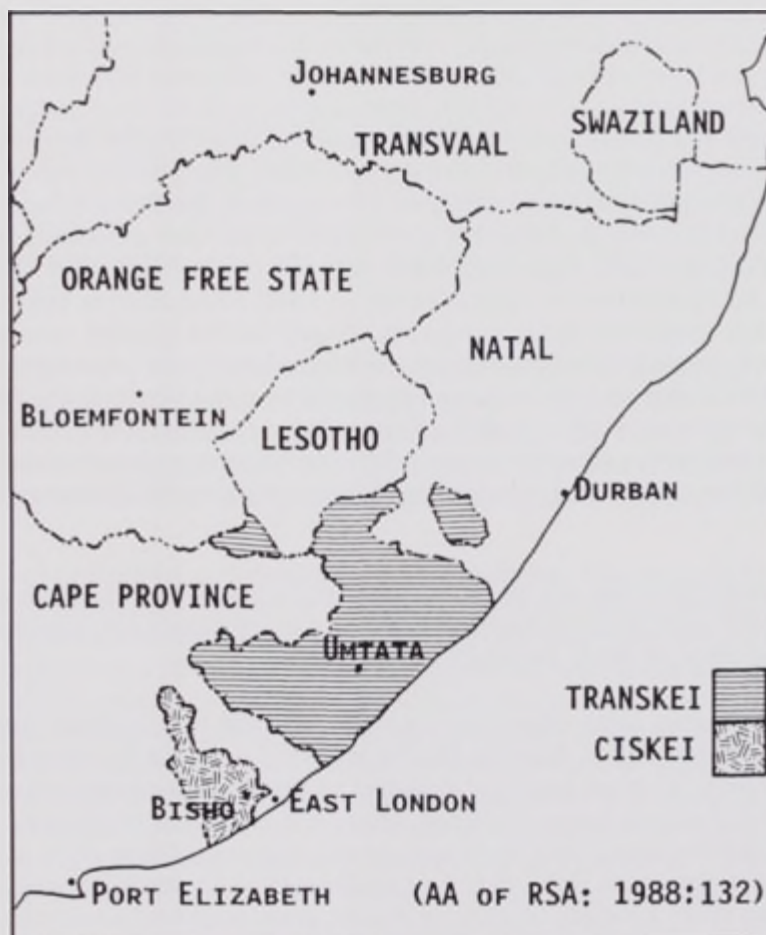 JOHANNESBURG
TRANSVAAL
SWAZILAND
ORANGE FREE STATE
NATAL
BLOEMFONTEIN
LESOTHO
DURBAN
CAPE PROVINCE
UMTATA
TRANSKEI
CISKEI
BISHO
EAST LONDON
PORT ELIZABETH
(AA OF RSA: 1988:132)